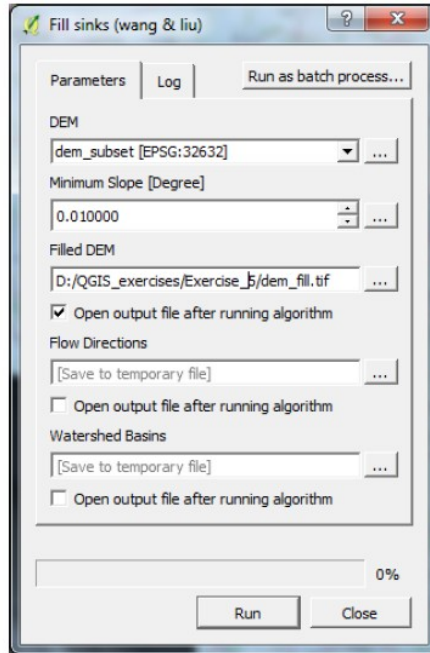 Fill sinks (wang & liu)
Parameters Log Run as batch process...
DEM
dem_subset [EPSG:32632] ...
Minimum Slope [Degree]
0.010000 ...
Filled DEM
D:/QGIS_exercises/Exercise_5/dem_fill.tif ...
Open output file after running algorithm
Flow Directions
[Save to temporary file] ...
Open output file after running algorithm
Watershed Basins
[Save to temporary file] ...
Open output file after running algorithm
0%
Run Close